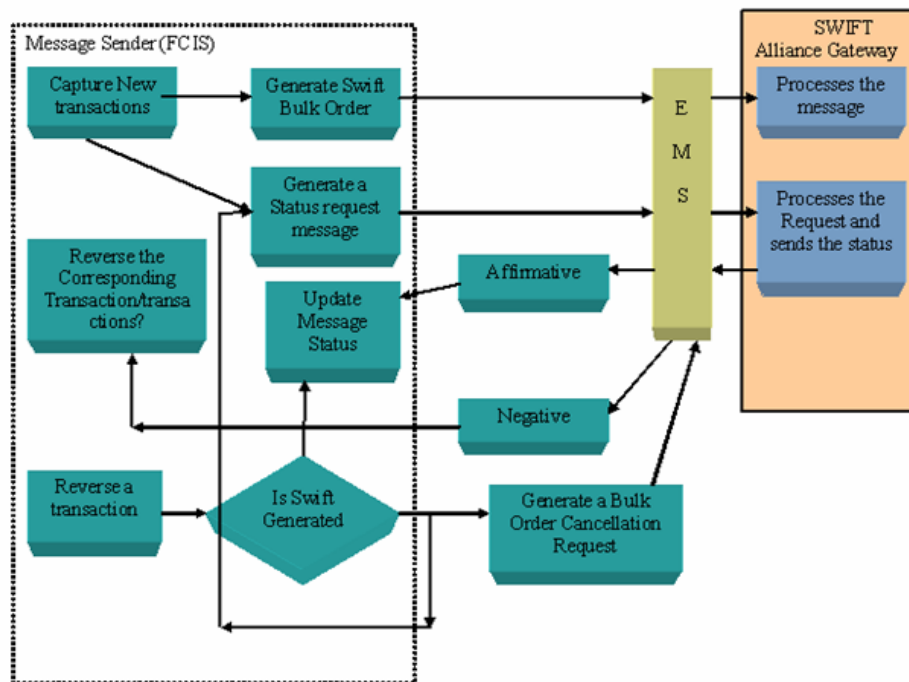 Message Sender (FCIS)
SWIFT
Alliance Gateway
Capture New
transactions
Generate Swift
Bulk Order
E
M
S
Processes the
message
Generate a
Status request
message
Processes the
Request and
sends the status
Reverse the
Corresponding
Transaction/transa
ctions?
Affirmative
Update
Message
Status
Negative
Reverse a
transaction
Is Swift
Generated
Generate a Bulk
Order Cancellation
Request